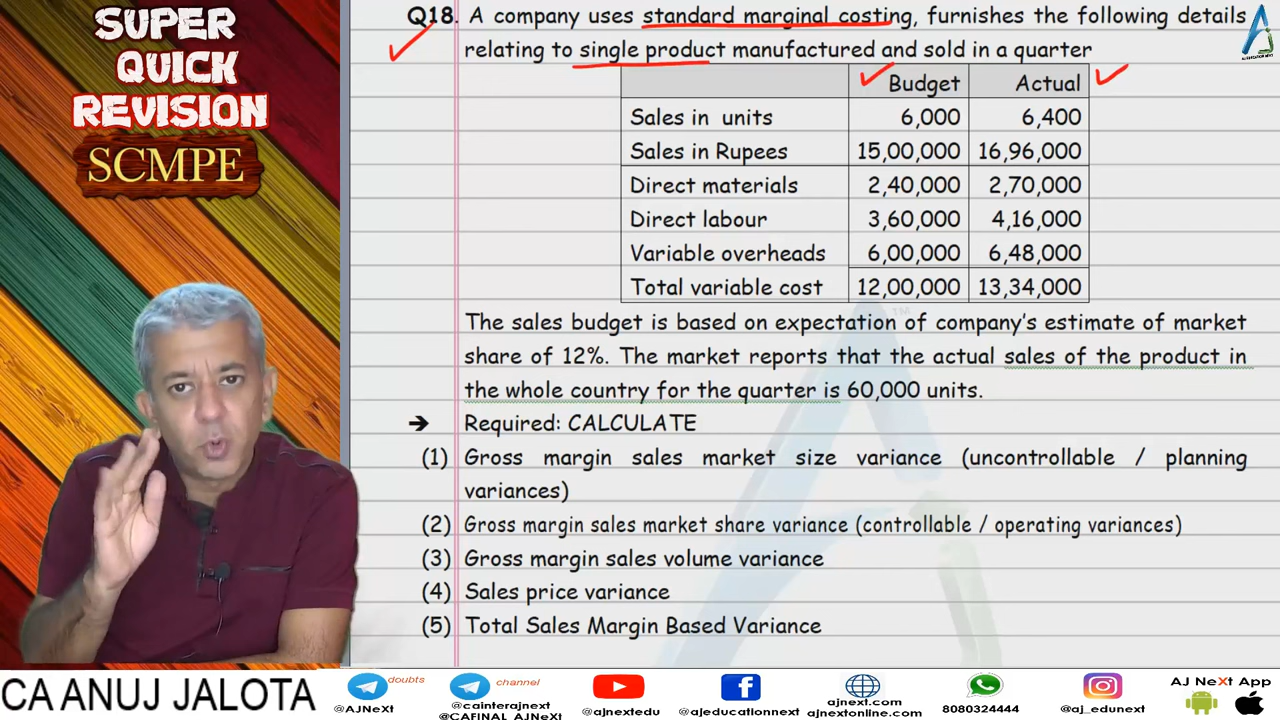 SUPER
QUICK
REVISION
SCMPE
Q18. A company uses standard marginal costing, furnishes the following details
relating to single product manufactured and sold in a quarter
Budget Actual
Sales in units 6,000 6,400
Sales in Rupees 15,00,000 16,96,000
Direct materials 2,40,000 2,70,000
Direct labour 3,60,000 4,16,000
Variable overheads 6,00,000 6,48,000
Total variable cost 12,00,000 13,34,000
The sales budget is based on expectation of company's estimate of market
share of 12%. The market reports that the actual sales of the product in
the whole country for the quarter is 60,000 units.
➔ Required: CALCULATE
(1) Gross margin sales market size variance (uncontrollable / planning
variances)
(2) Gross margin sales market share variance (controllable / operating variances)
(3) Gross margin sales volume variance
(4) Sales price variance
(5) Total Sales Margin Based Variance
CA ANUJ JALOTA
doubts
@AJNeXt
channel
@cainterajnext
@CAFINAL_AJNeXt
@ajnextedu
@ajeducationnext
ajnext.com
ajnextonline.com
8080324444
@aj_edunext
AJ NeXt App